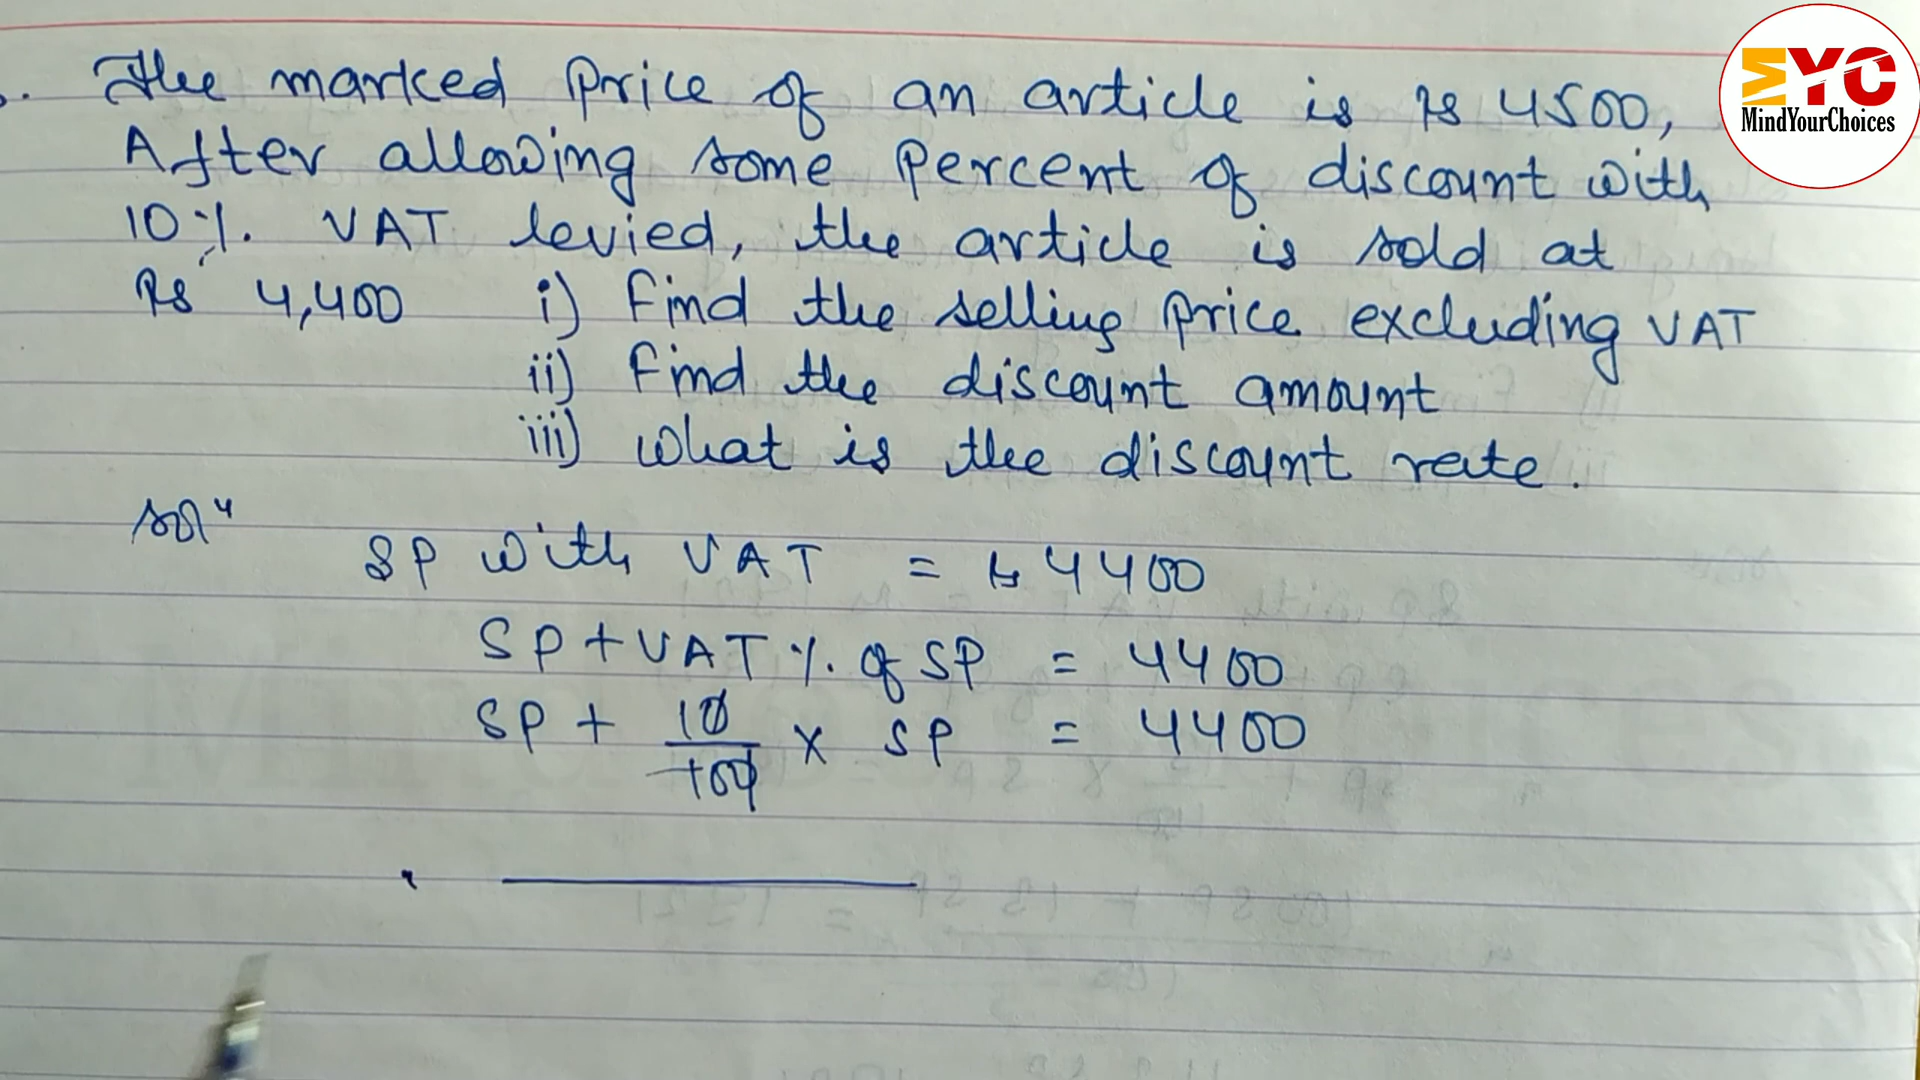 The marked price of an article is Rs 4500,
After allowing some percent of discount with
10%. VAT levied, the article is sold at
Rs 4,400 i) Find the selling price excluding VAT
ii) Find the discount amount
iii) What is the discount rate.
Solⁿ
SP with VAT = Rs 4400
SP + VAT %. of SP = 4400
SP + 10/100 × SP = 4400
MYC
MindYourChoices